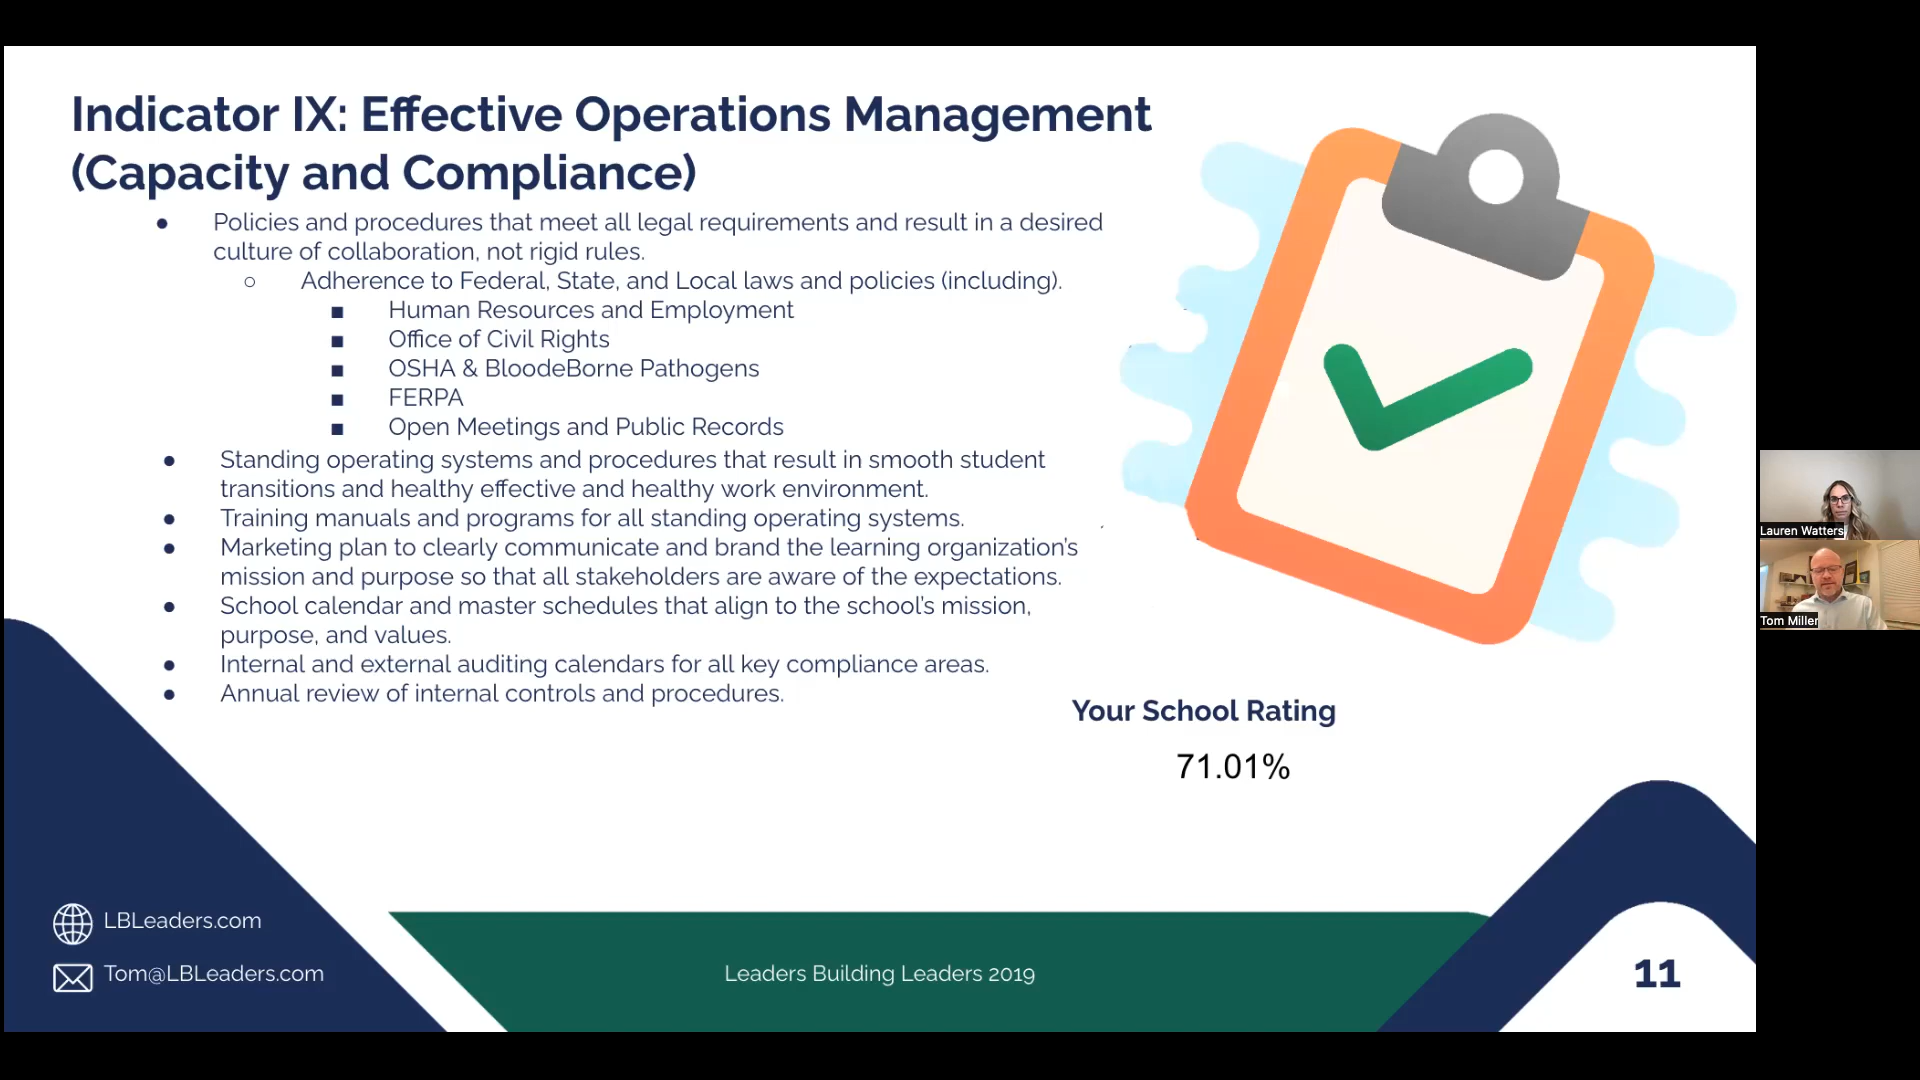 Indicator IX: Effective Operations Management
(Capacity and Compliance)
● Policies and procedures that meet all legal requirements and result in a desired
culture of collaboration, not rigid rules.
○ Adherence to Federal, State, and Local laws and policies (including).
■ Human Resources and Employment
■ Office of Civil Rights
■ OSHA & BloodeBorne Pathogens
■ FERPA
■ Open Meetings and Public Records
● Standing operating systems and procedures that result in smooth student
transitions and healthy effective and healthy work environment.
● Training manuals and programs for all standing operating systems.
● Marketing plan to clearly communicate and brand the learning organization's
mission and purpose so that all stakeholders are aware of the expectations.
● School calendar and master schedules that align to the school's mission,
purpose, and values.
● Internal and external auditing calendars for all key compliance areas.
● Annual review of internal controls and procedures.
Your School Rating
71.01%
Lauren Watters
Tom Miller
LBLeaders.com
Tom@LBLeaders.com
Leaders Building Leaders 2019
11